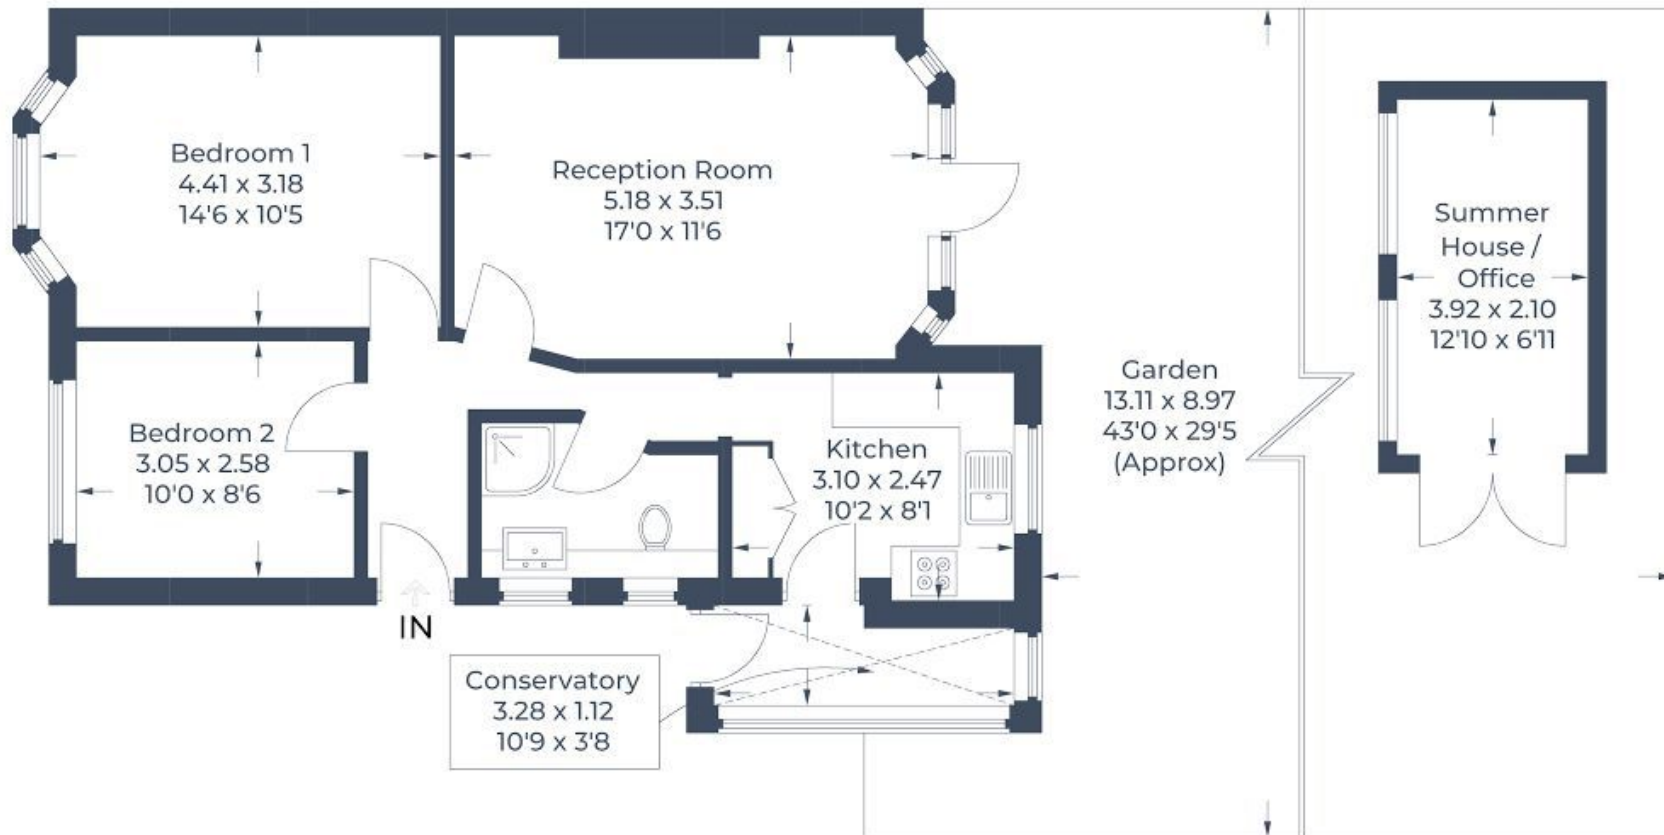 Bedroom 1
4.41 x 3.18
14'6 x 10'5
Reception Room
5.18 x 3.51
17'0 x 11'6
Summer
House /
Office
3.92 x 2.10
12'10 x 6'11
Garden
13.11 x 8.97
43'0 x 29'5
(Approx)
Bedroom 2
3.05 x 2.58
10'0 x 8'6
Kitchen
3.10 x 2.47
10'2 x 8'1
IN
Conservatory
3.28 x 1.12
10'9 x 3'8